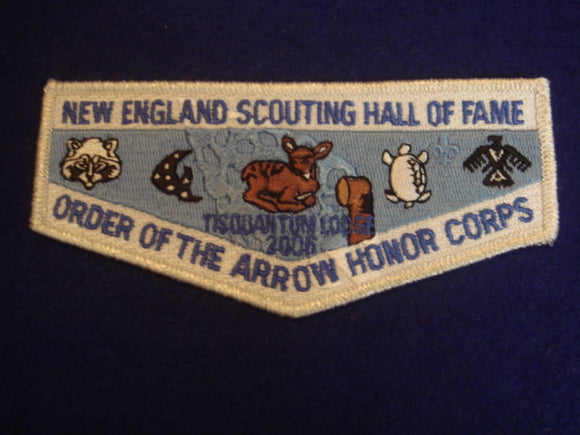 NEW ENGLAND SCOUTING HALL OF FAME
TISQUANTUM LODGE
2006
ORDER OF THE ARROW HONOR CORPS